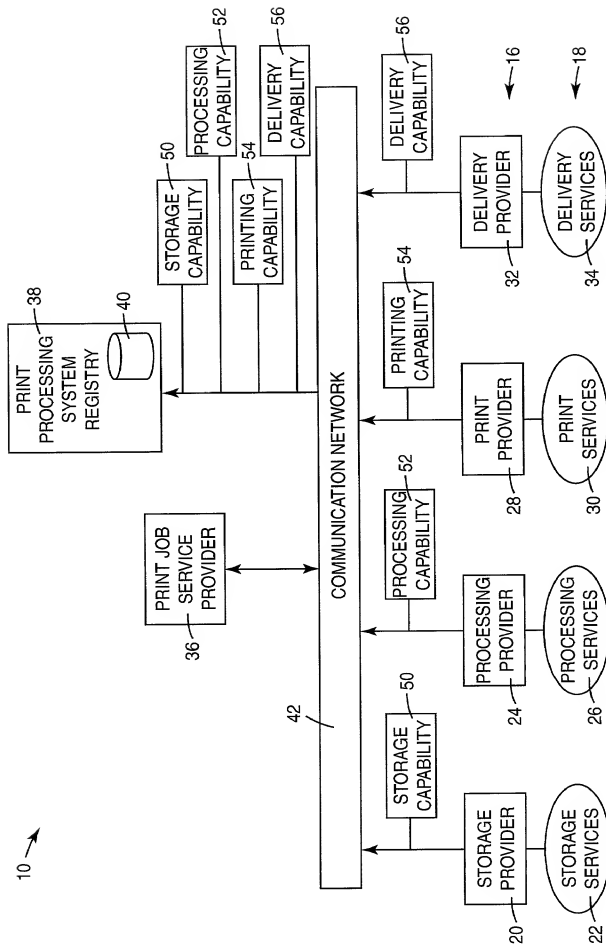 10
PRINT
PROCESSING
SYSTEM
REGISTRY
38
40
PRINT JOB
SERVICE
PROVIDER
36
50
STORAGE
CAPABILITY
52
PROCESSING
CAPABILITY
54
PRINTING
CAPABILITY
56
DELIVERY
CAPABILITY
42
COMMUNICATION NETWORK
50
STORAGE
CAPABILITY
52
PROCESSING
CAPABILITY
54
PRINTING
CAPABILITY
56
DELIVERY
CAPABILITY
STORAGE
PROVIDER
20
PROCESSING
PROVIDER
24
PRINT
PROVIDER
28
DELIVERY
PROVIDER
32
16
STORAGE
SERVICES
22
PROCESSING
SERVICES
26
PRINT
SERVICES
30
DELIVERY
SERVICES
34
18